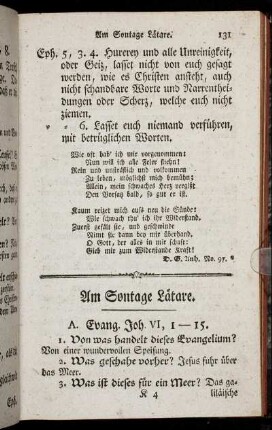 Am Sontage Lätare. 131
Eph. 5, 3. 4. Hurerey und alle Unreinigkeit,
oder Geiz, lasset nicht von euch gesagt
werden, wie es Christen ansteht, auch
nicht schandbare Worte und Narrenthei-
dungen oder Scherz, welche euch nicht
ziemen.
" " 6. Lasset euch niemand verführen,
mit betrüglichen Worten.
Wie oft hab' ich mir vorgenommen:
Nun will ich alle Feier
Rein und unsträflich und vollkommen
Zu leben, möglichst mich bemühn;
Allein, mein schwaches Herz vergißt
Den Vorsatz bald, so gut er ist.
Kaum reizet mich aufs neu die Sünde:
Wie schwach thu' ich ihr Widerstand.
Zuerst gefällt sie, und geschwinde
Nimt sie dann den mir überhand.
O Gott, der alles in mir schaft:
Gieb mir zum Widerstande Kraft!
D. G. Anh. No. 97.
Am Sontage Lätare.
A. Evang. Joh. VI, 1 — 15.
1. Von was handelt dieses Evangelium?
Von einer wundervollen Speisung.
2. Was geschahe vorher? Jesus fuhr über
das Meer.
3. Was ist dieses für ein Meer? Das ga-
K 4 liläische